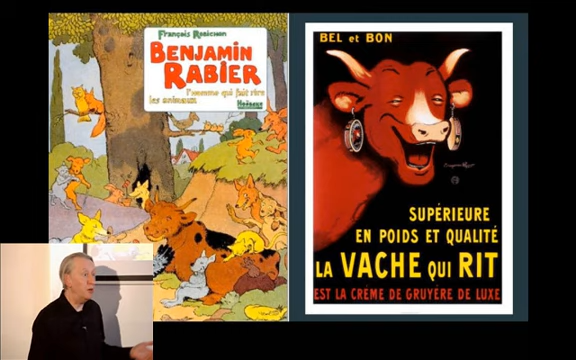 François Robichon
BENJAMIN
RABIER
l'homme qui fait rire
les animaux
Hoëbeke
BEL et BON
SUPÉRIEURE
EN POIDS ET QUALITÉ
LA VACHE QUI RIT
EST LA CRÈME DE GRUYÈRE DE LUXE